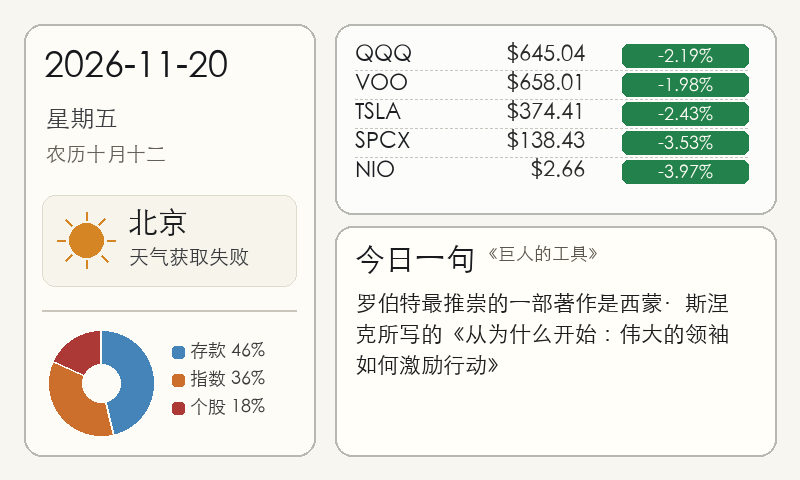 2026-11-20
星期五
农历十月十二
北京
天气获取失败
存款 46%
指数 36%
个股 18%
QQQ $645.04 -2.19%
VOO $658.01 -1.98%
TSLA $374.41 -2.43%
SPCX $138.43 -3.53%
NIO $2.66 -3.97%
今日一句 《巨人的工具》
罗伯特最推崇的一部著作是西蒙· 斯涅
克所写的《从为什么开始：伟大的领袖
如何激励行动》